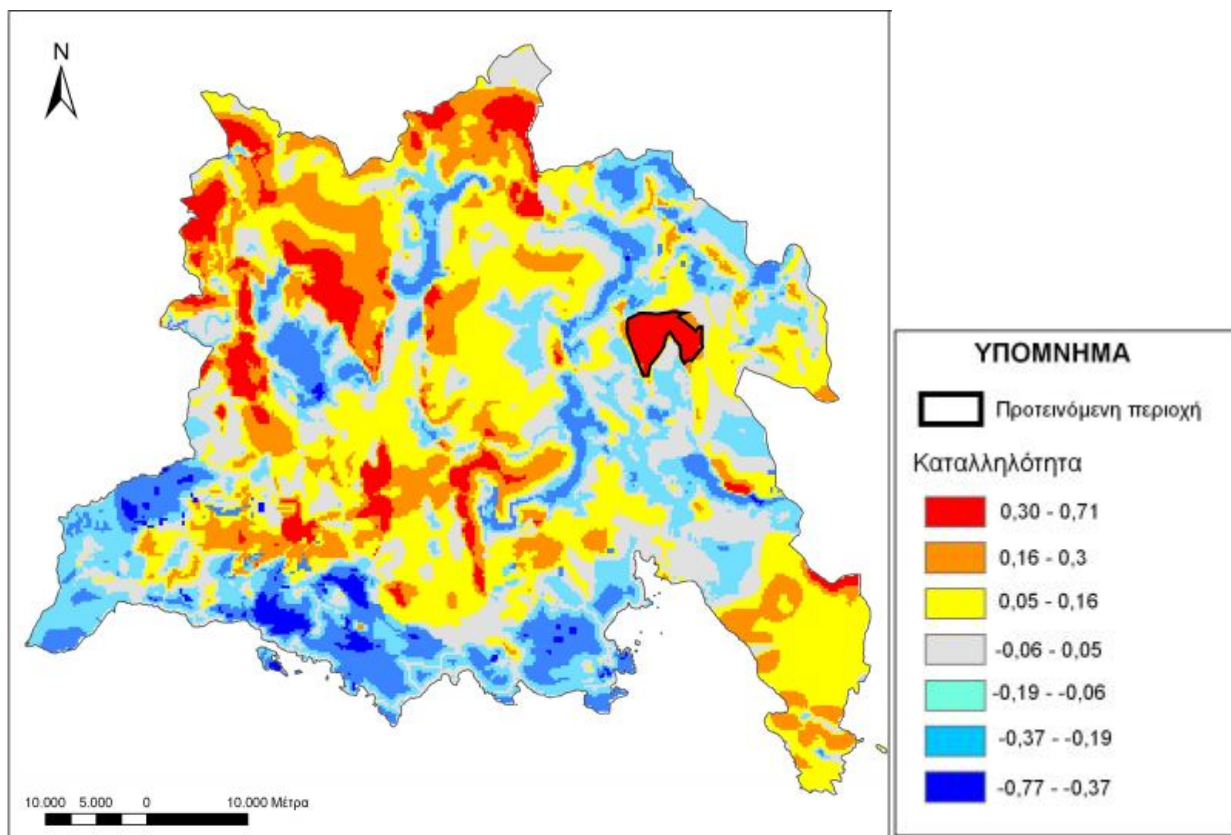 N
ΥΠΟΜΝΗΜΑ
Προτεινόμενη περιοχή
Καταλληλότητα
0,30 - 0,71
0,16 - 0,3
0,05 - 0,16
-0,06 - 0,05
-0,19 - -0,06
-0,37 - -0,19
-0,77 - -0,37
10.000 5.000 0 10.000 Μέτρα